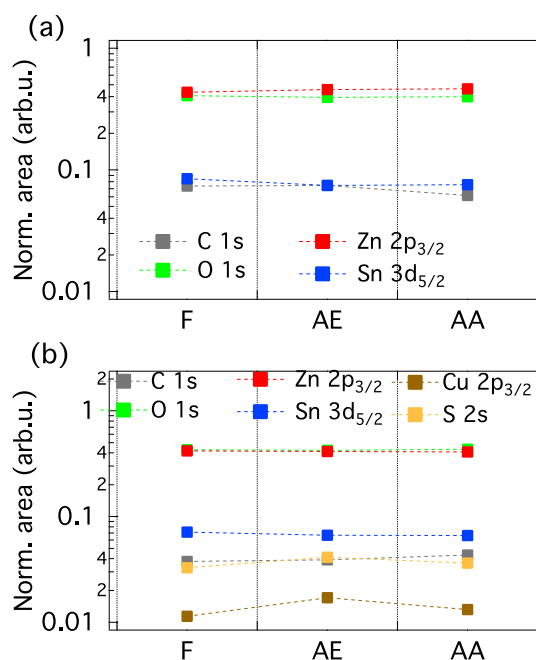 (a)
Norm. area (arb.u.)
1
4
0.1
4
0.01
C 1s
Zn 2p3/2
O 1s
Sn 3d5/2
F AE AA
(b)
Norm. area (arb.u.)
2
1
4
2
0.1
4
2
0.01
C 1s
Zn 2p3/2
Cu 2p3/2
O 1s
Sn 3d5/2
S 2s
F AE AA